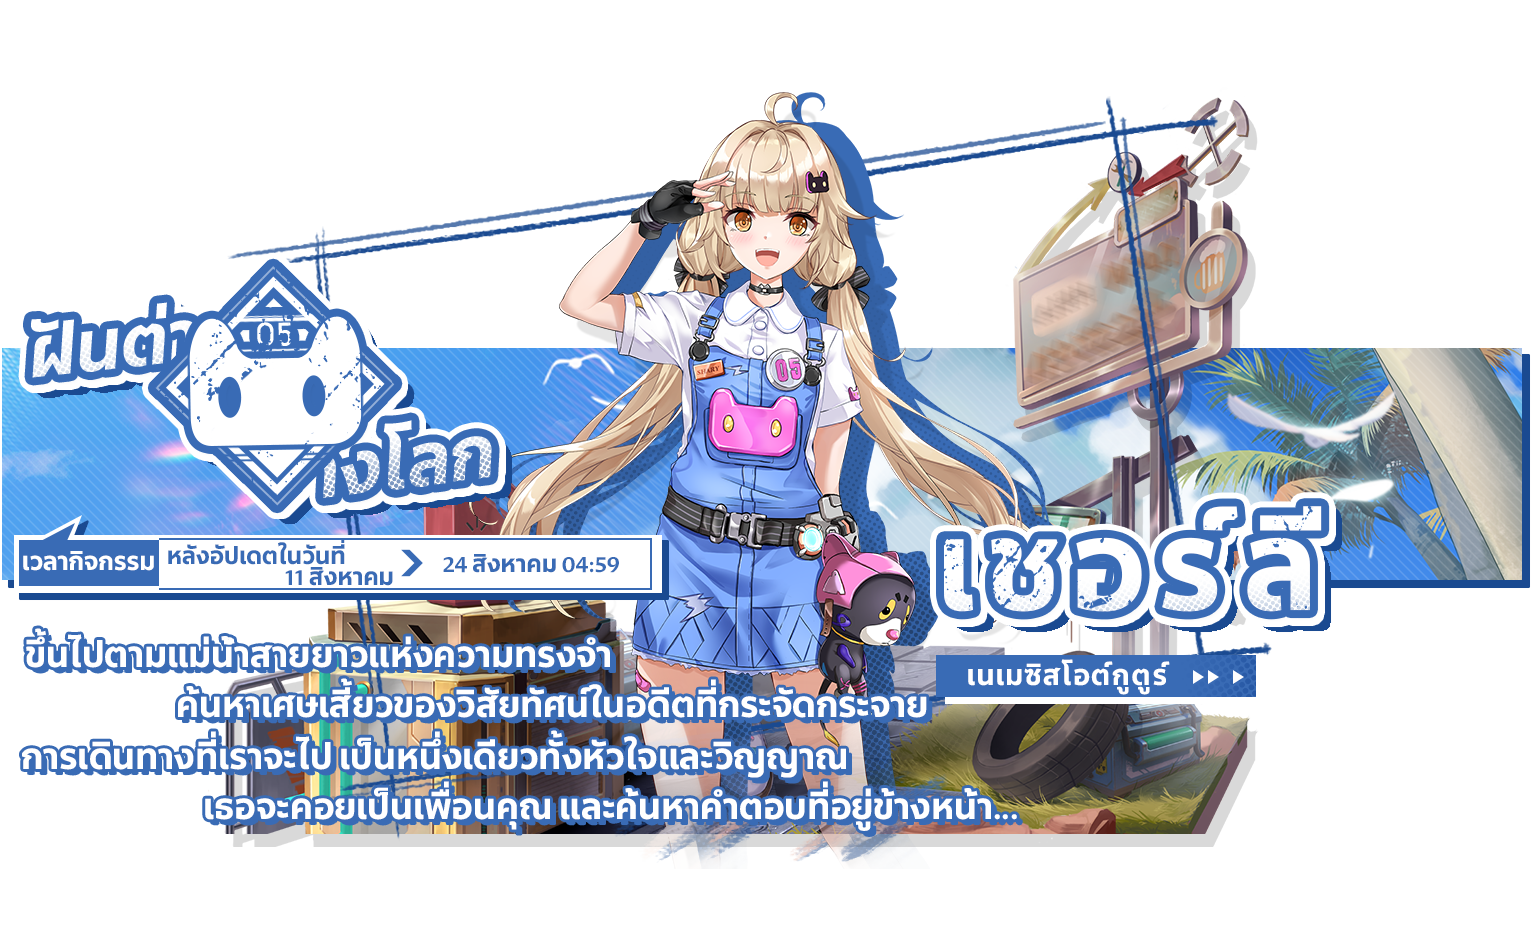 05
ฝันต่า
งโลก
05
SHARY
เวลากิจกรรม
หลังอัปเดตในวันที่
11 สิงหาคม
24 สิงหาคม 04:59
เชอร์ลี
เนเมซิสโอต์กูตูร์
ขึ้นไปตามแม่น้ำสายยาวแห่งความทรงจำ
ค้นหาเศษเสี้ยวของวิสัยทัศน์ในอดีตที่กระจัดกระจาย
การเดินทางที่เราจะไป เป็นหนึ่งเดียวทั้งหัวใจและวิญญาณ
เธอจะคอยเป็นเพื่อนคุณ และค้นหาคำตอบที่อยู่ข้างหน้า...